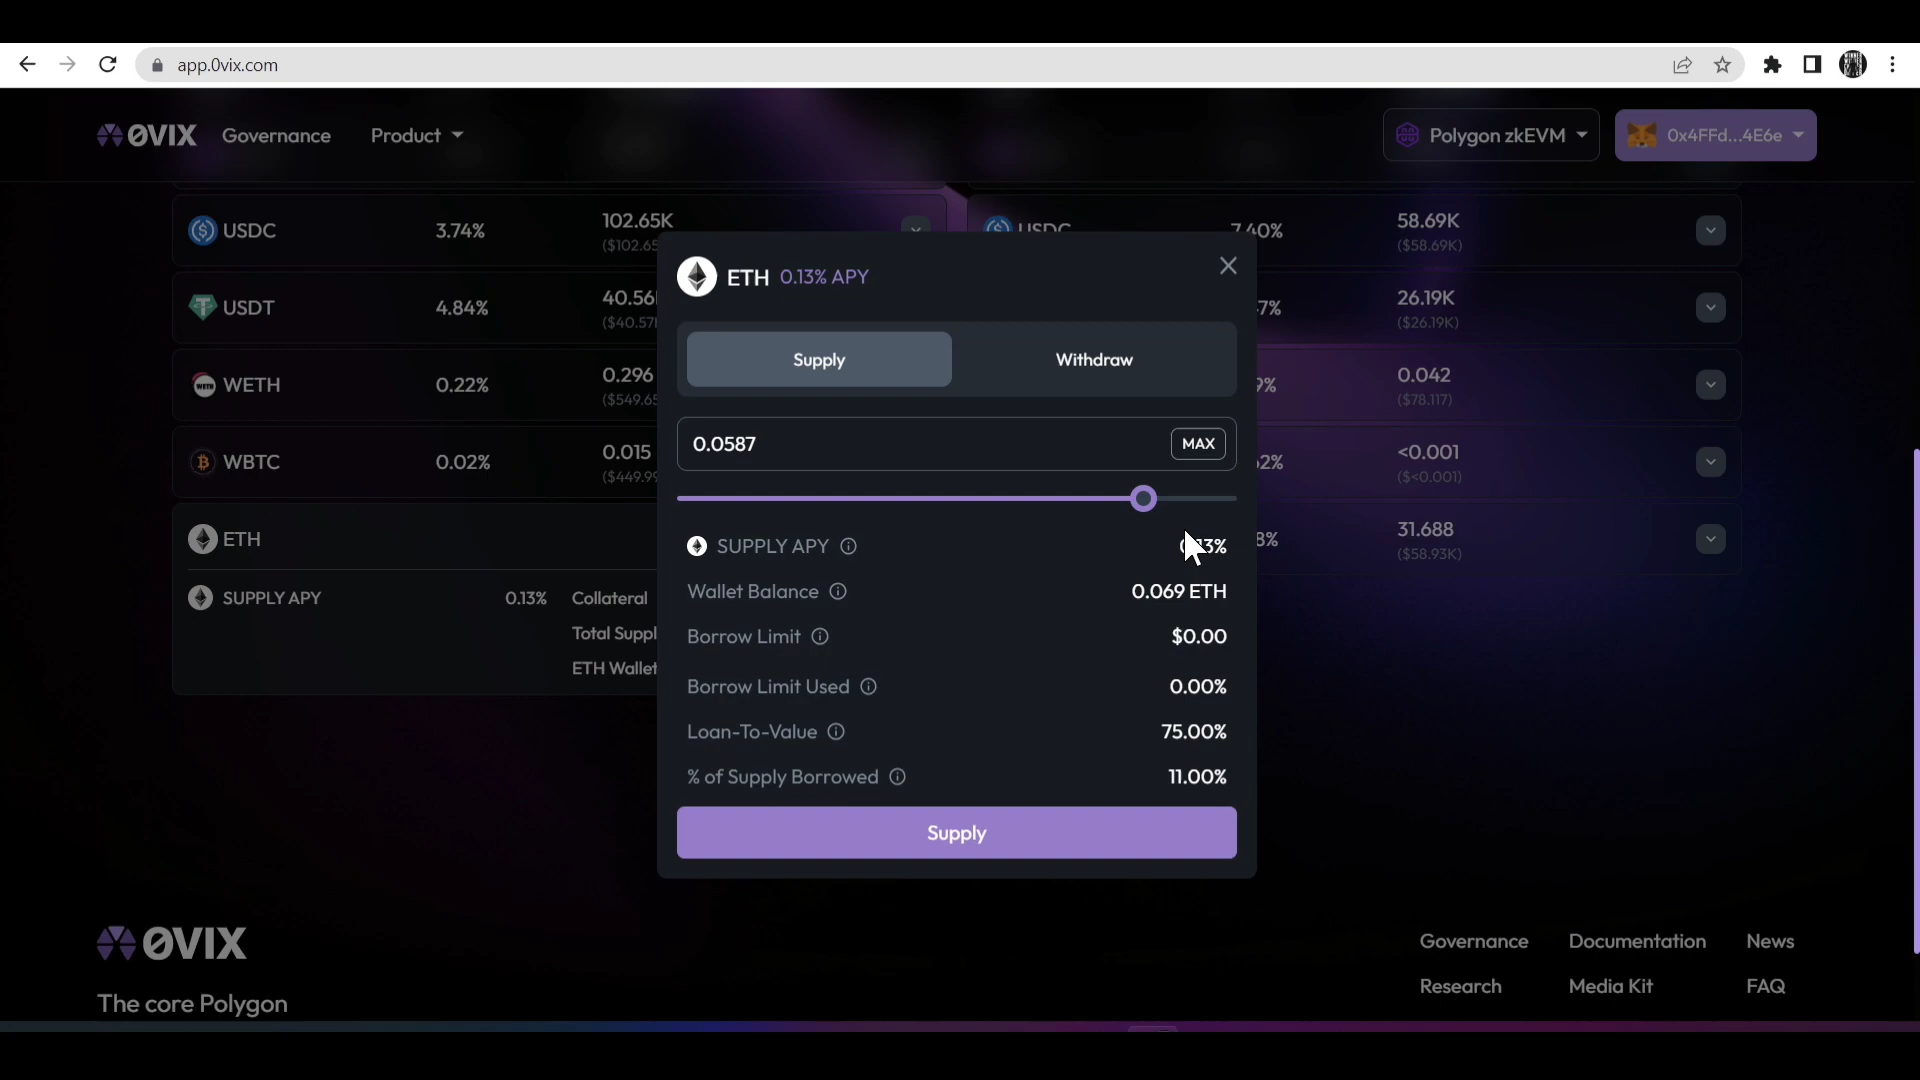 app.0vix.com
0VIX Governance Product Polygon zkEVM 0x4FFd...4E6e
USDC 3.74% 102.65K
USDC 7.40% 58.69K
($58.69K)
USDT 4.84%
26.19K
($26.19K)
WETH 0.22% 0.296
0.042
($78.117)
WBTC 0.02% 0.015
<0.001
($<0.001)
ETH
31.688
($58.93K)
SUPPLY APY 0.13% Collateral
ETH 0.13% APY
Supply Withdraw
0.0587 MAX
SUPPLY APY
Wallet Balance 0.069 ETH
Borrow Limit $0.00
Borrow Limit Used 0.00%
Loan-To-Value 75.00%
% of Supply Borrowed 11.00%
Supply
0VIX
The core Polygon
Governance Documentation News
Research Media Kit FAQ